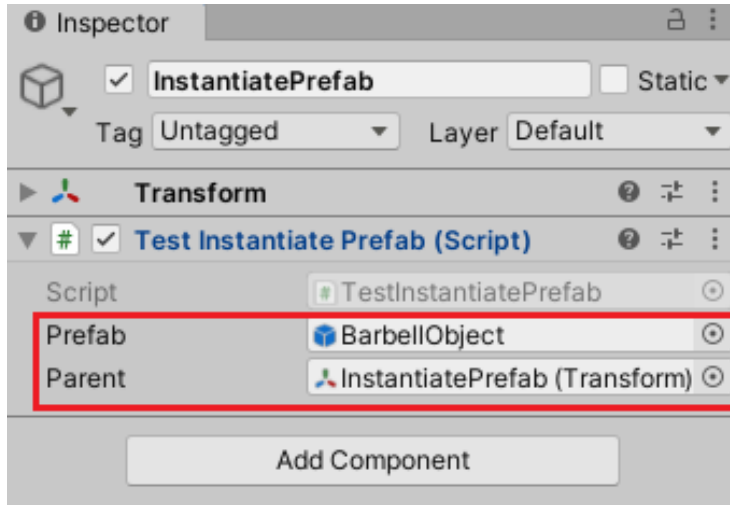 Inspector
InstantiatePrefab Static
Tag Untagged Layer Default
Transform
# Test Instantiate Prefab (Script)
Script # TestInstantiatePrefab
Prefab BarbellObject
Parent InstantiatePrefab (Transform)
Add Component